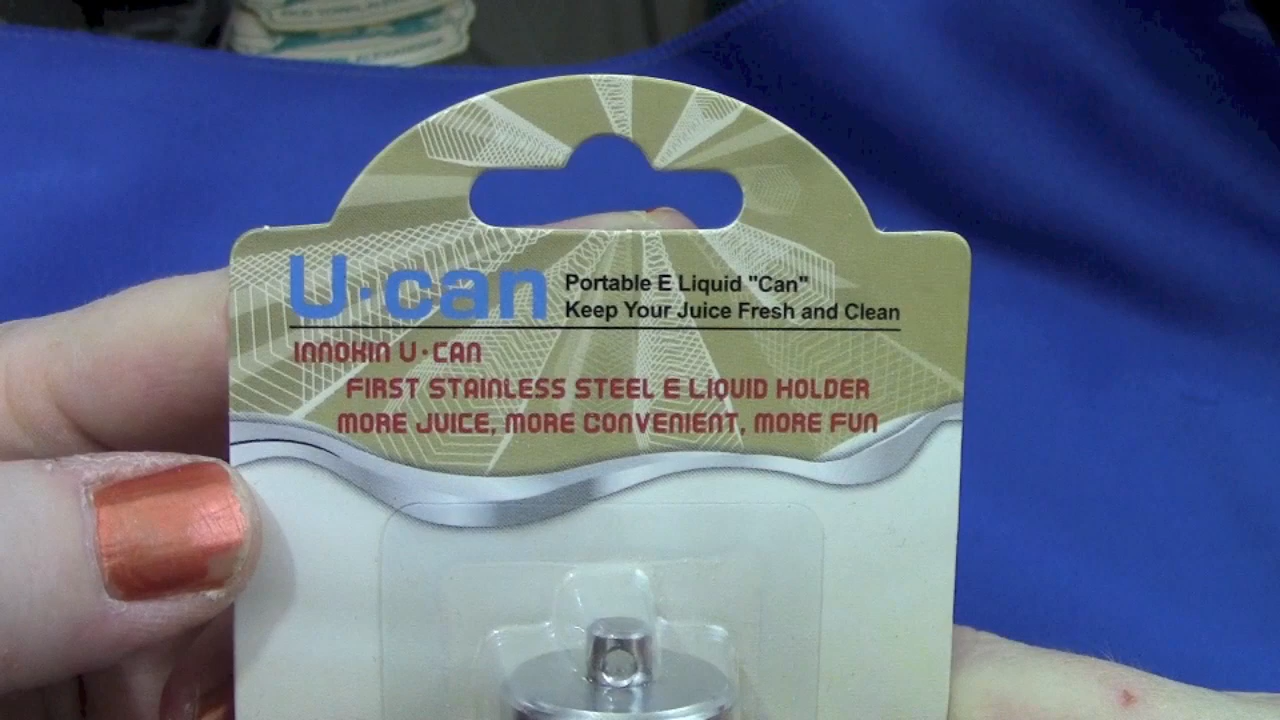 U·can
Portable E Liquid "Can"
Keep Your Juice Fresh and Clean
INNOKIN U·CAN
FIRST STAINLESS STEEL E LIQUID HOLDER
MORE JUICE, MORE CONVENIENT, MORE FUN